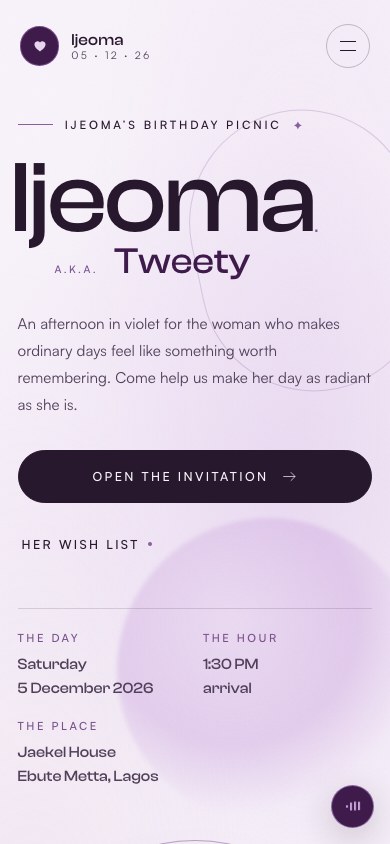 Ijeoma
05 • 12 • 26
IJEOMA'S BIRTHDAY PICNIC
Ijeoma.
A.K.A. Tweety
An afternoon in violet for the woman who makes
ordinary days feel like something worth
remembering. Come help us make her day as radiant
as she is.
OPEN THE INVITATION →
HER WISH LIST •
THE DAY
Saturday
5 December 2026
THE HOUR
1:30 PM
arrival
THE PLACE
Jaekel House
Ebute Metta, Lagos